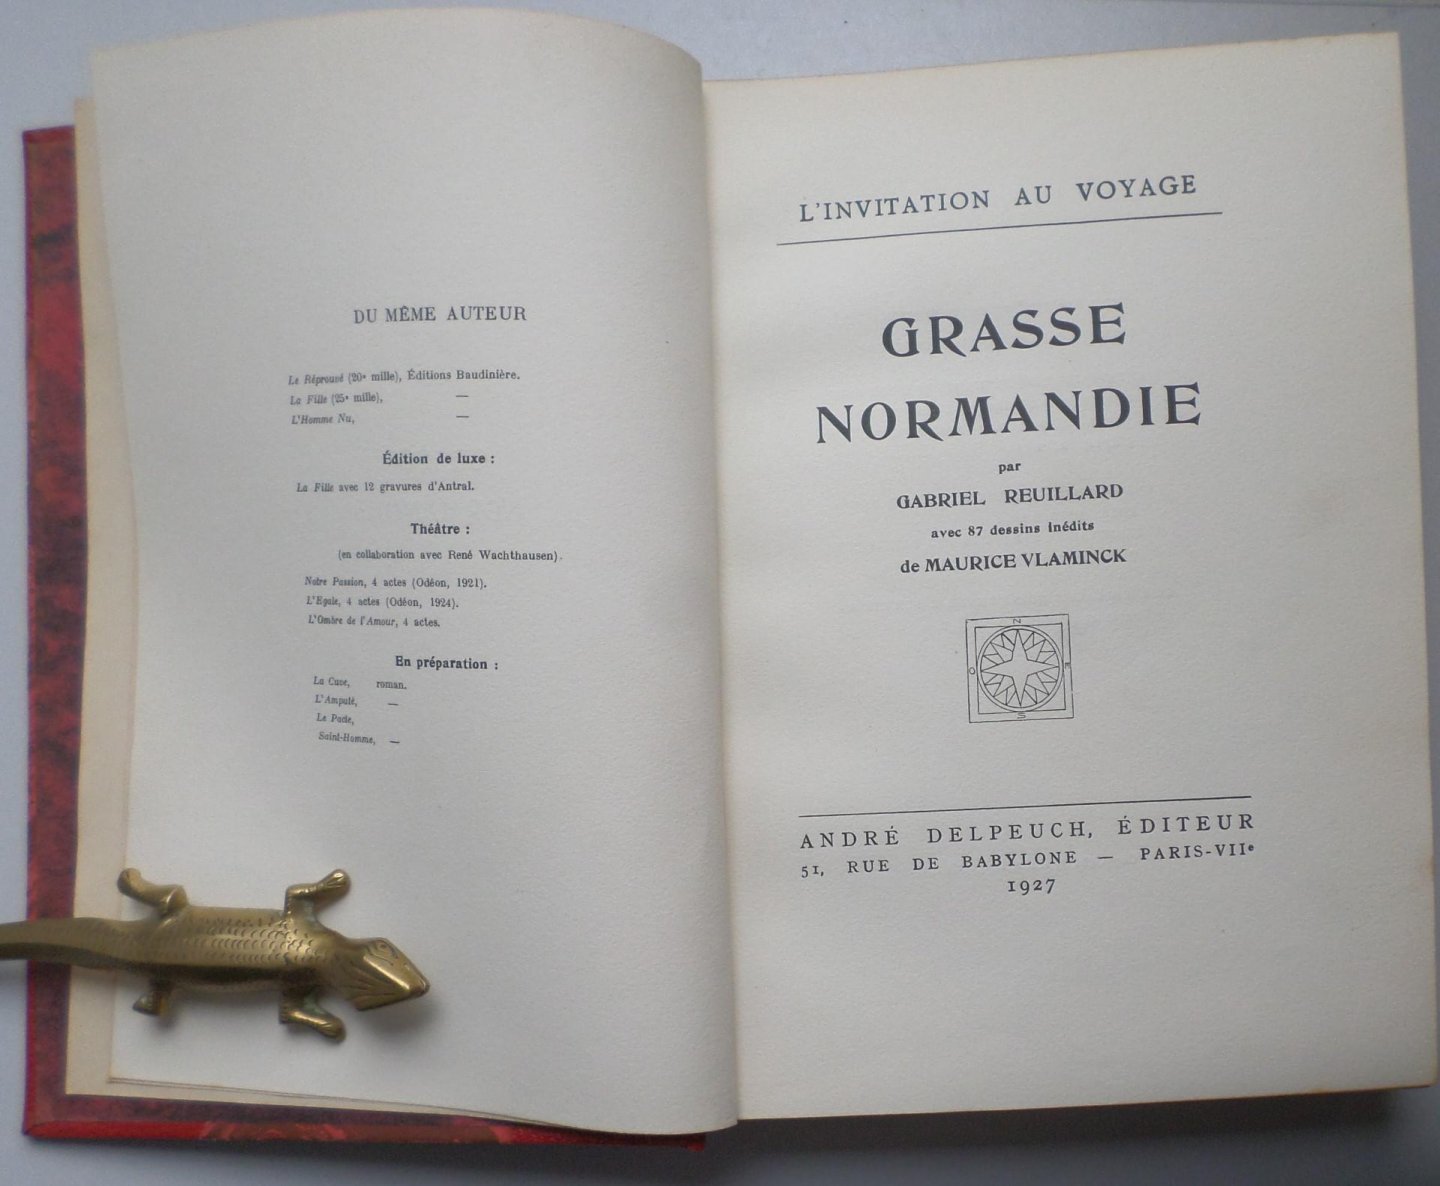 DU MÊME AUTEUR
Le Réprouvé (20e mille), Éditions Baudinière.
La Fille (25e mille), —
L'Homme Nu, —
Édition de luxe :
La Fille avec 12 gravures d'Antral.
Théâtre :
(en collaboration avec René Wachthausen).
Notre Passion, 4 actes (Odéon, 1921).
L'Egale, 4 actes (Odéon, 1924).
L'Ombre de l'Amour, 4 actes.
En préparation :
La Cuve, roman.
L'Amputé, —
Le Pacte,
Saint-Homme, —
L'INVITATION AU VOYAGE
GRASSE
NORMANDIE
par
GABRIEL REUILLARD
avec 87 dessins inédits
de MAURICE VLAMINCK
N
O E
S
ANDRÉ DELPEUCH, ÉDITEUR
51, RUE DE BABYLONE — PARIS-VIIe
1927